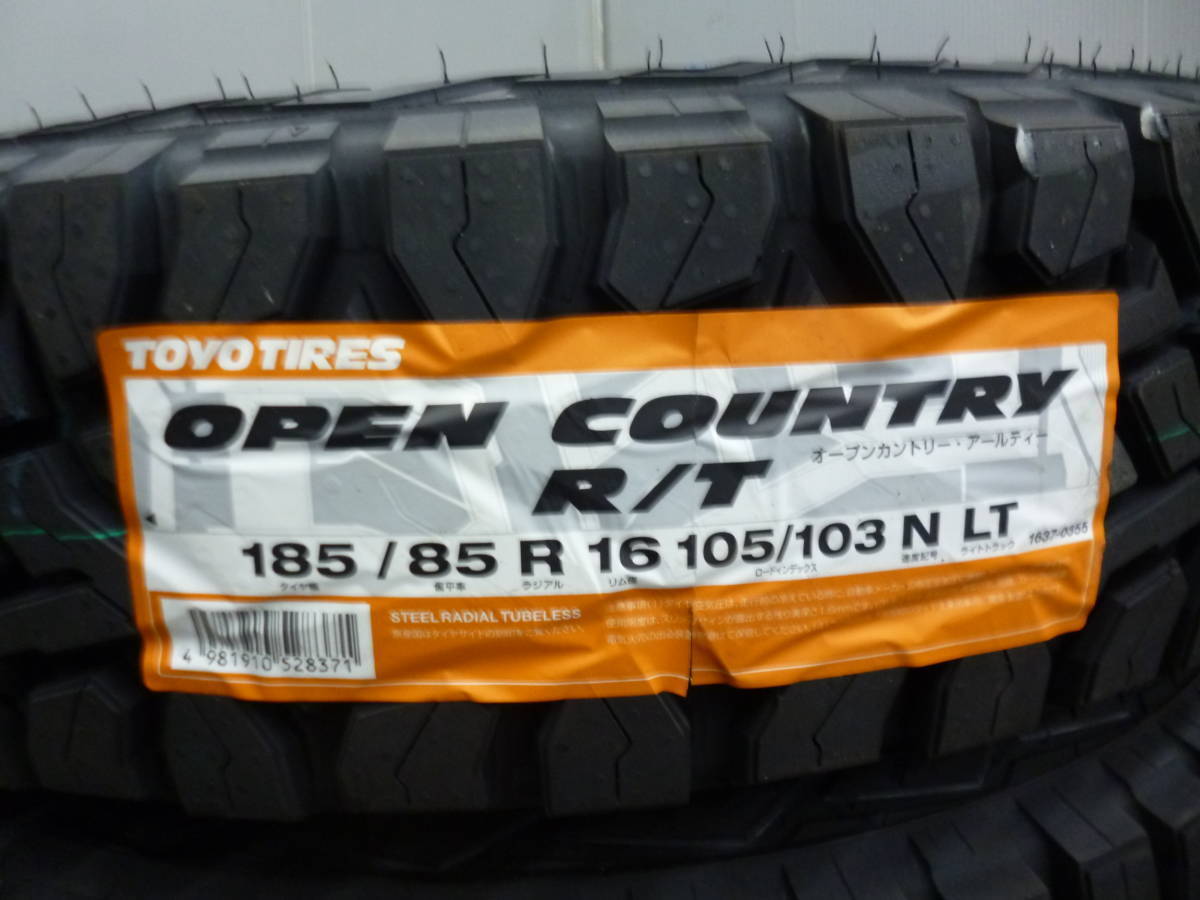 TOYO TIRES
OPEN COUNTRY
R/T
オープンカントリー・アールティー
185 / 85 R 16 105/103 N LT
タイヤ幅 偏平率 ラジアル リム径 ロードインデックス 速度記号 ライトトラック
1637-0355
STEEL RADIAL TUBELESS
4 981910 528371